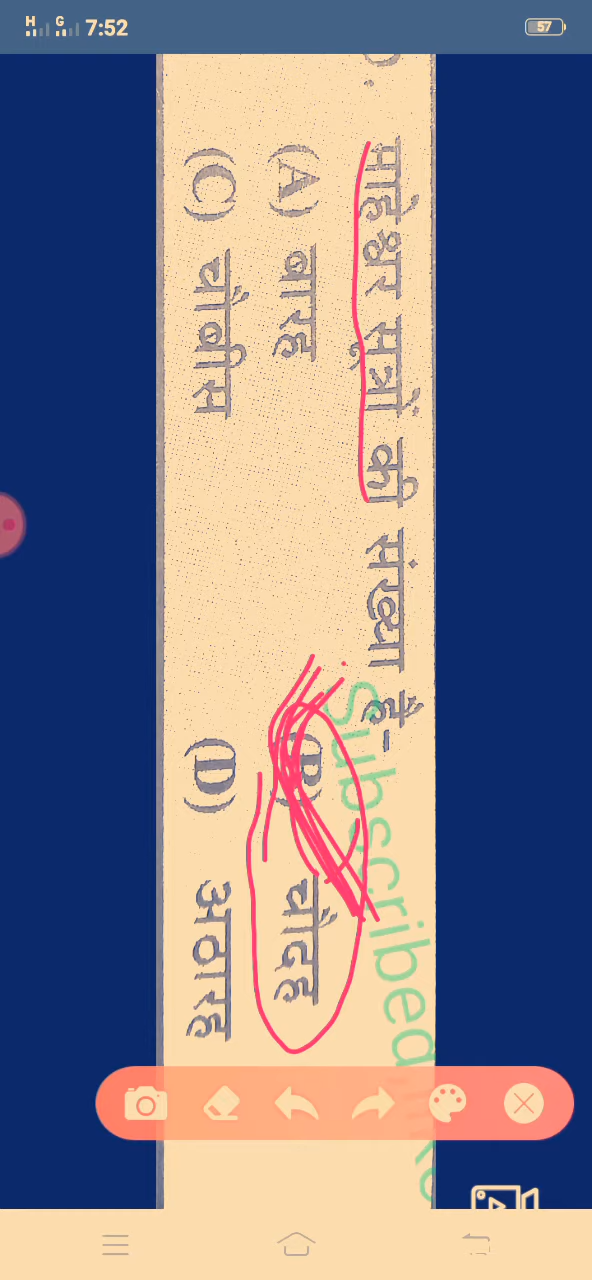 H G 7:52 57
माहेश्वर सूत्रों की संख्या है-
(A) बारह (B) चौदह
(C) चौबीस (D) अठारह
Subscribed